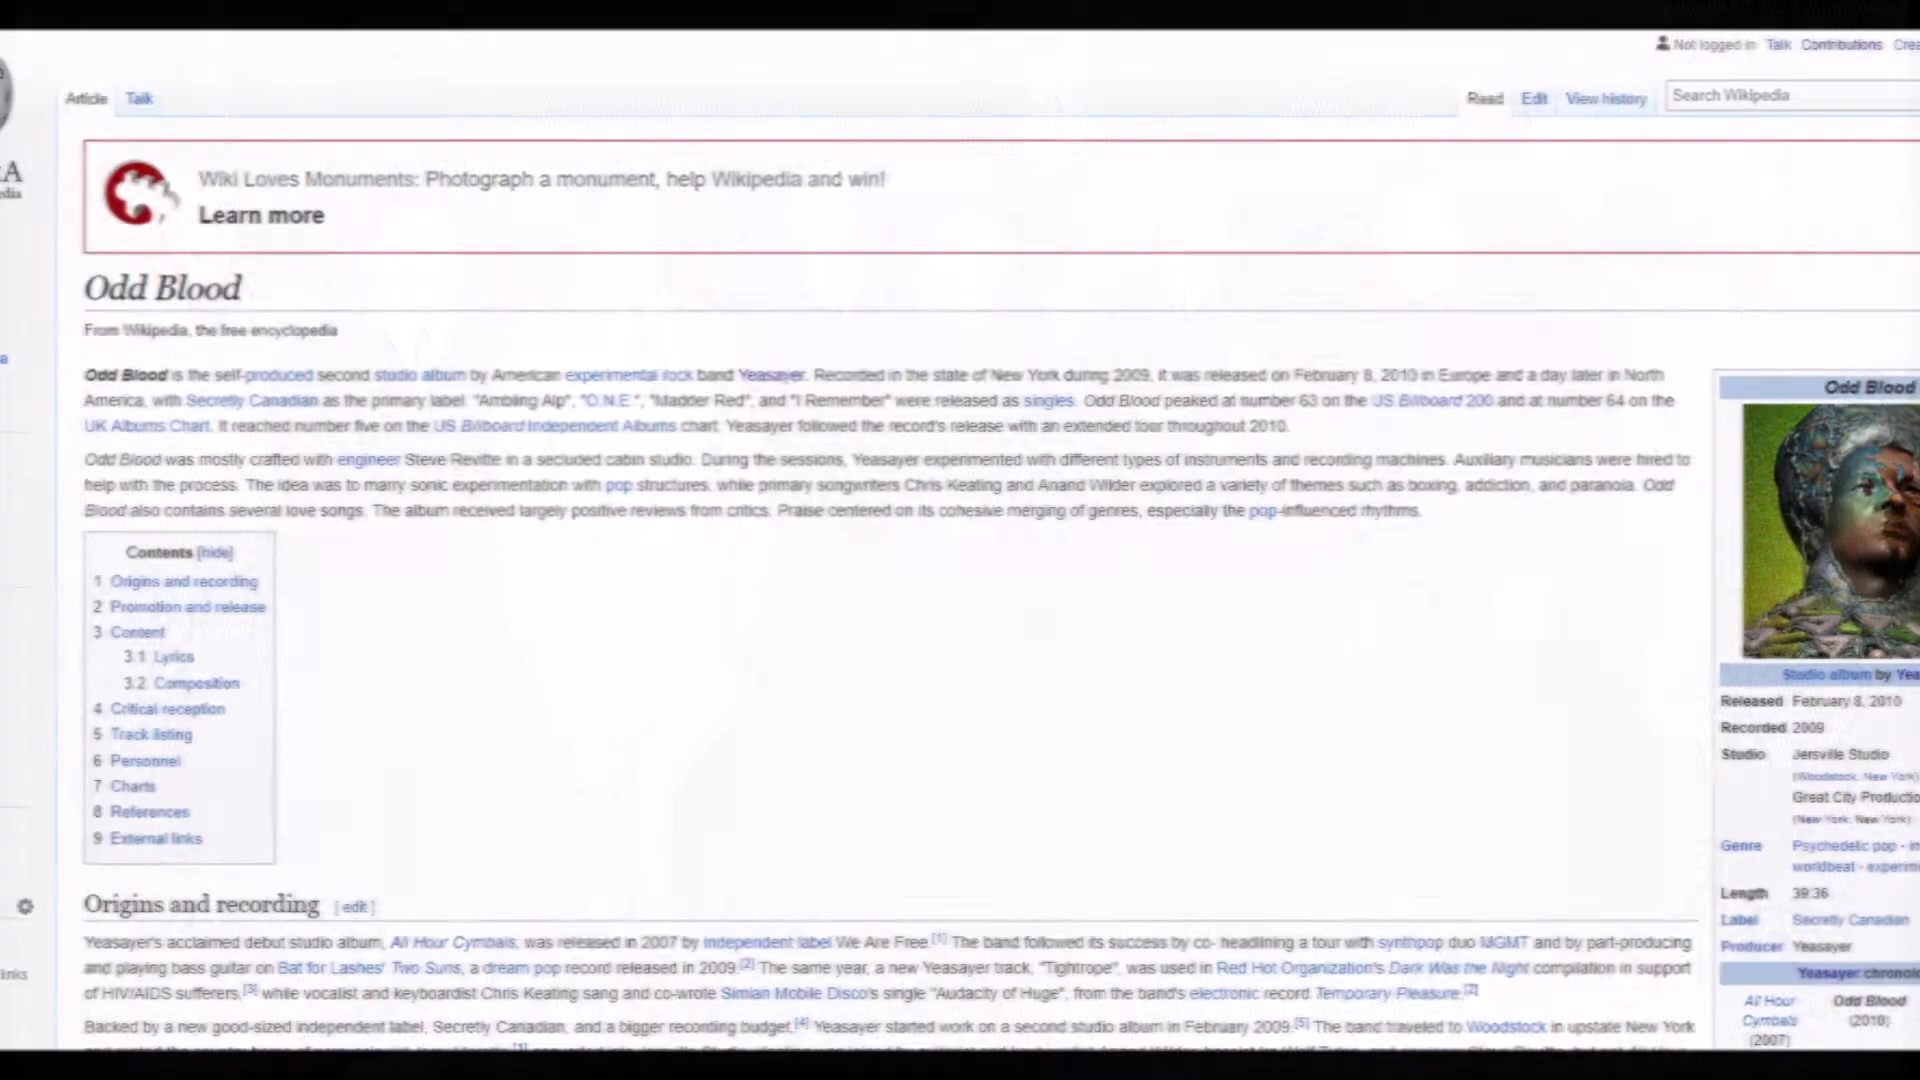 Not logged in Talk Contributions
Article Talk
Read Edit View history Search Wikipedia
Wiki Loves Monuments: Photograph a monument, help Wikipedia and win!
Learn more
Odd Blood
From Wikipedia, the free encyclopedia
Odd Blood is the self-produced second studio album by American experimental rock band Yeasayer. Recorded in the state of New York during 2009, it was released on February 8, 2010 in Europe and a day later in North
America, with Secretly Canadian as the primary label. "Ambling Alp", "O.N.E.", "Madder Red", and "I Remember" were released as singles. Odd Blood peaked at number 63 on the US Billboard 200 and at number 64 on the
UK Albums Chart. It reached number five on the US Billboard Independent Albums chart. Yeasayer followed the record's release with an extended tour throughout 2010.
Odd Blood was mostly crafted with engineer Steve Revitte in a secluded cabin studio. During the sessions, Yeasayer experimented with different types of instruments and recording machines. Auxiliary musicians were hired to
help with the process. The idea was to marry sonic experimentation with pop structures, while primary songwriters Chris Keating and Anand Wilder explored a variety of themes such as boxing, addiction, and paranoia. Odd
Blood also contains several love songs. The album received largely positive reviews from critics. Praise centered on its cohesive merging of genres, especially the pop-influenced rhythms.
Contents [hide]
1 Origins and recording
2 Promotion and release
3 Content
3.1 Lyrics
3.2 Composition
4 Critical reception
5 Track listing
6 Personnel
7 Charts
8 References
9 External links
Odd Blood
Studio album by Yea
Released February 8, 2010
Recorded 2009
Studio Jersville Studio
(Woodstock, New York)
Great City Productio
(New York, New York)
Genre Psychedelic pop · in
worldbeat · experim
Length 39:36
Label Secretly Canadian
Producer Yeasayer
Yeasayer chronolo
All Hour Odd Blood
Cymbals (2010)
(2007)
Origins and recording [edit]
Yeasayer's acclaimed debut studio album, All Hour Cymbals, was released in 2007 by independent label We Are Free.[1] The band followed its success by co- headlining a tour with synthpop duo MGMT and by part-producing
and playing bass guitar on Bat for Lashes' Two Suns, a dream pop record released in 2009.[2] The same year, a new Yeasayer track, "Tightrope", was used in Red Hot Organization's Dark Was the Night compilation in support
of HIV/AIDS sufferers,[3] while vocalist and keyboardist Chris Keating sang and co-wrote Simian Mobile Disco's single "Audacity of Huge", from the band's electronic record Temporary Pleasure.[2]
Backed by a new good-sized independent label, Secretly Canadian, and a bigger recording budget,[4] Yeasayer started work on a second studio album in February 2009.[5] The band traveled to Woodstock in upstate New York